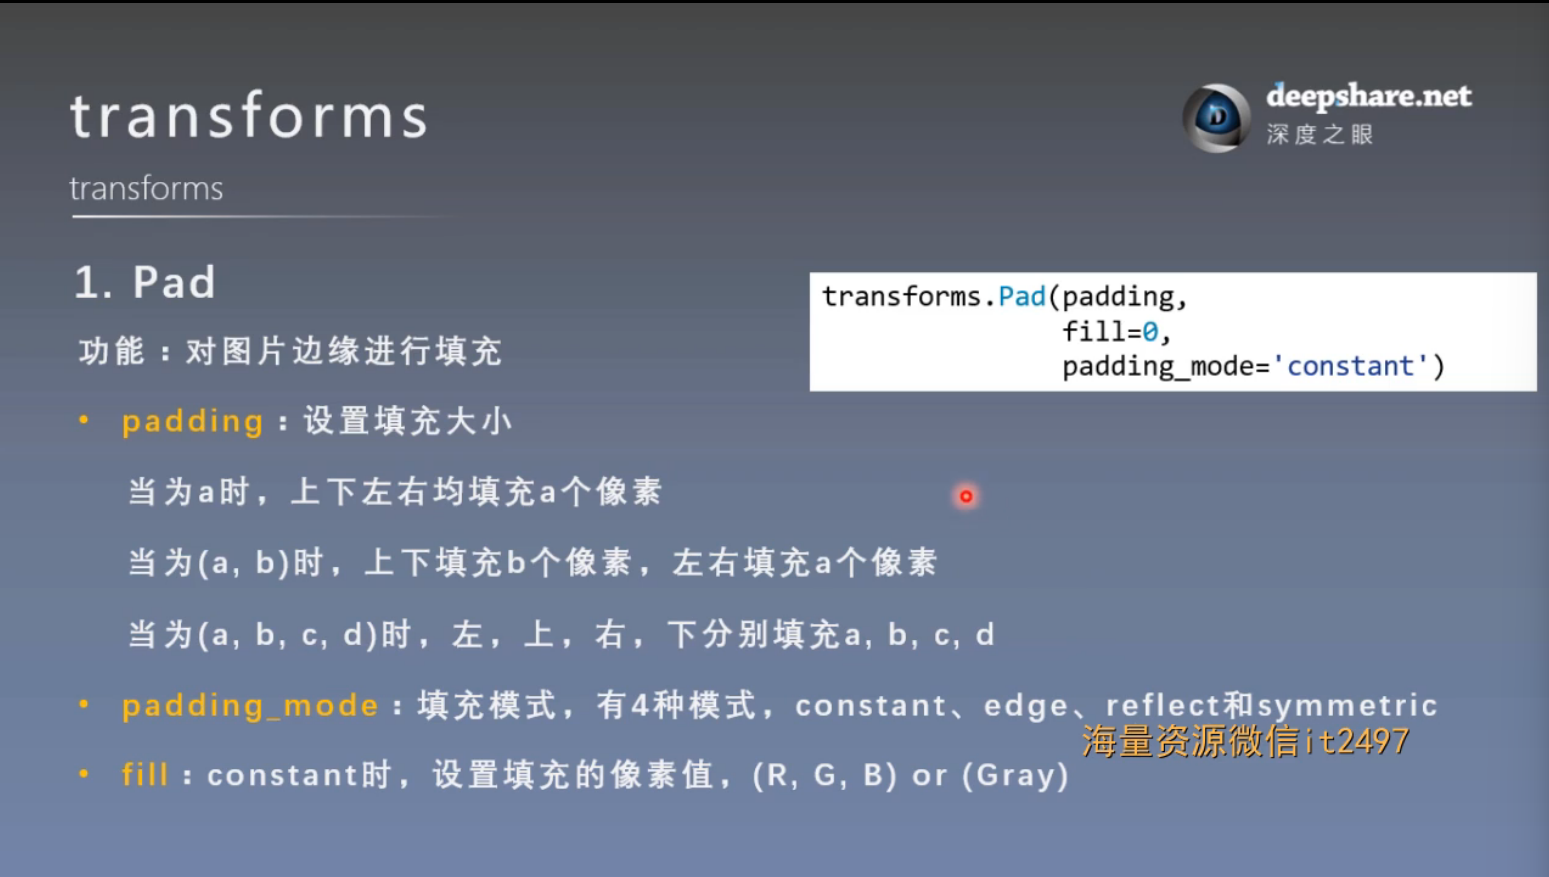 transforms
deepshare.net
深度之眼
transforms
1. Pad
transforms.Pad(padding,
fill=0,
padding_mode='constant')
功能：对图片边缘进行填充
• padding：设置填充大小
当为a时，上下左右均填充a个像素
当为(a, b)时，上下填充b个像素，左右填充a个像素
当为(a, b, c, d)时，左，上，右，下分别填充a, b, c, d
• padding_mode：填充模式，有4种模式，constant、edge、reflect和symmetric
海量资源微信it2497
• fill：constant时，设置填充的像素值，(R, G, B) or (Gray)